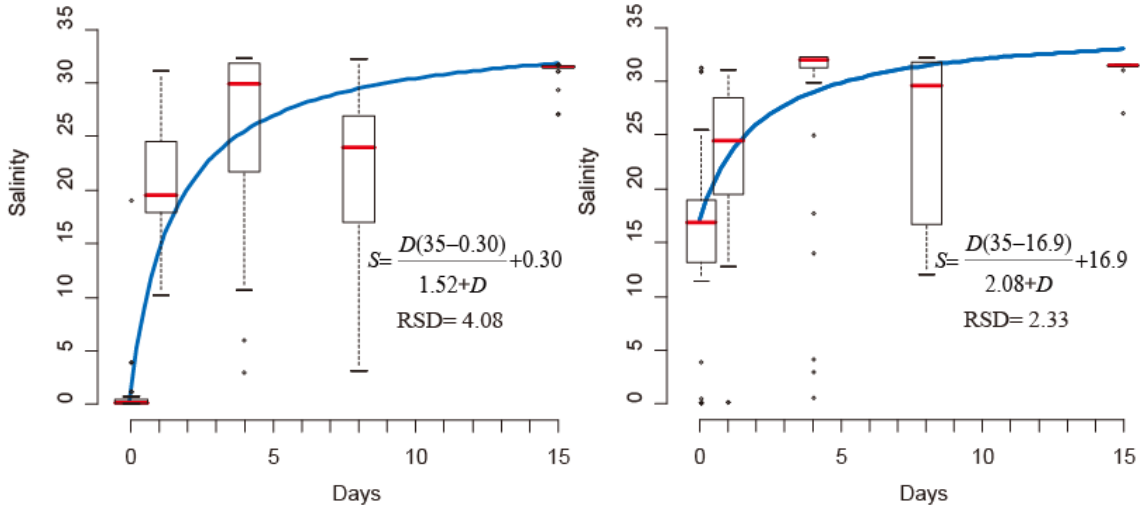 35
30
25
20
15
10
5
0
Salinity
S= D(35–0.30) +0.30
1.52+D
RSD= 4.08
0 5 10 15
Days
35
30
25
20
15
10
5
0
Salinity
S= D(35–16.9) +16.9
2.08+D
RSD= 2.33
0 5 10 15
Days